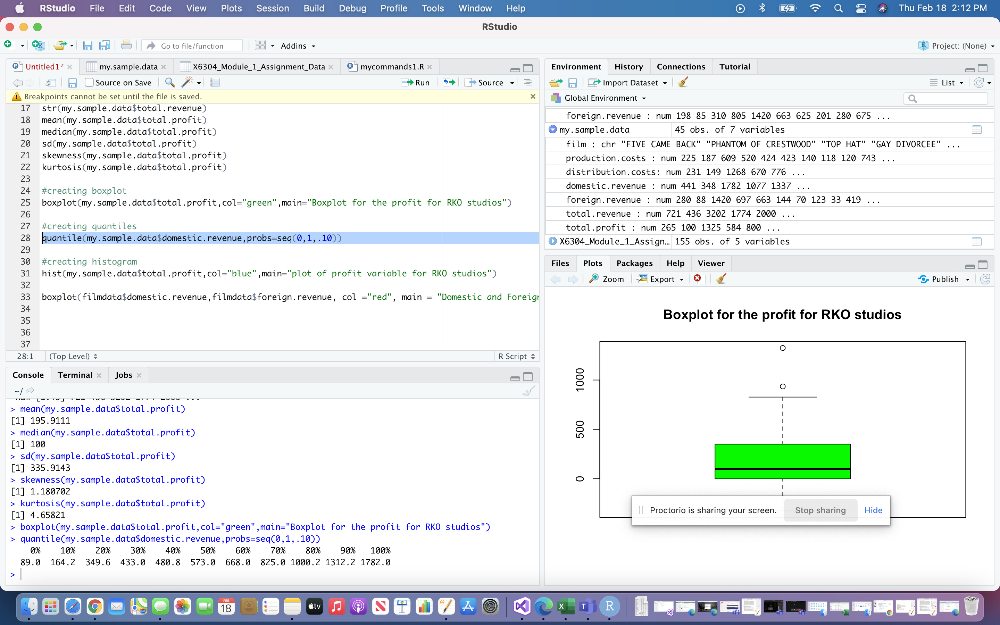 RStudio File Edit Code View Plots Session Build Debug Profile Tools Window Help Thu Feb 18 2:12 PM
RStudio
Go to file/function Addins Project: (None)
Untitled1* my.sample.data X6304_Module_1_Assignment_Data mycommands1.R
Source on Save Run Source
Breakpoints cannot be set until the file is saved.
17 str(my.sample.data$total.revenue)
18 mean(my.sample.data$total.profit)
19 median(my.sample.data$total.profit)
20 sd(my.sample.data$total.profit)
21 skewness(my.sample.data$total.profit)
22 kurtosis(my.sample.data$total.profit)
23
24 #creating boxplot
25 boxplot(my.sample.data$total.profit,col="green",main="Boxplot for the profit for RKO studios")
26
27 #creating quantiles
28 quantile(my.sample.data$domestic.revenue,probs=seq(0,1,.10))
29
30 #creating histogram
31 hist(my.sample.data$total.profit,col="blue",main="plot of profit variable for RKO studios")
32
33 boxplot(filmdata$domestic.revenue,filmdata$foreign.revenue, col ="red", main = "Domestic and Foreign
34
35
36
37
28:1 (Top Level) R Script
Console Terminal Jobs
~/
> mean(my.sample.data$total.profit)
[1] 195.9111
> median(my.sample.data$total.profit)
[1] 100
> sd(my.sample.data$total.profit)
[1] 335.9143
> skewness(my.sample.data$total.profit)
[1] 1.180702
> kurtosis(my.sample.data$total.profit)
[1] 4.65821
> boxplot(my.sample.data$total.profit,col="green",main="Boxplot for the profit for RKO studios")
> quantile(my.sample.data$domestic.revenue,probs=seq(0,1,.10))
0% 10% 20% 30% 40% 50% 60% 70% 80% 90% 100%
89.0 164.2 349.6 433.0 480.8 573.0 668.0 825.0 1000.2 1312.2 1782.0
>
Environment History Connections Tutorial
Import Dataset List
Global Environment
foreign.revenue : num 198 85 310 805 1420 663 625 201 280 675 ...
my.sample.data 45 obs. of 7 variables
film : chr "FIVE CAME BACK" "PHANTOM OF CRESTWOOD" "TOP HAT" "GAY DIVORCEE" ...
production.costs : num 225 187 609 520 424 423 140 118 120 743 ...
distribution.costs: num 231 149 1268 670 776 ...
domestic.revenue : num 441 348 1782 1077 1337 ...
foreign.revenue : num 280 88 1420 697 663 144 70 123 33 419 ...
total.revenue : num 721 436 3202 1774 2000 ...
total.profit : num 265 100 1325 584 800 ...
X6304_Module_1_Assign… 155 obs. of 5 variables
Files Plots Packages Help Viewer
Zoom Export Publish
Boxplot for the profit for RKO studios
1000
500
0
Proctorio is sharing your screen. Stop sharing Hide
FEB
18
tv